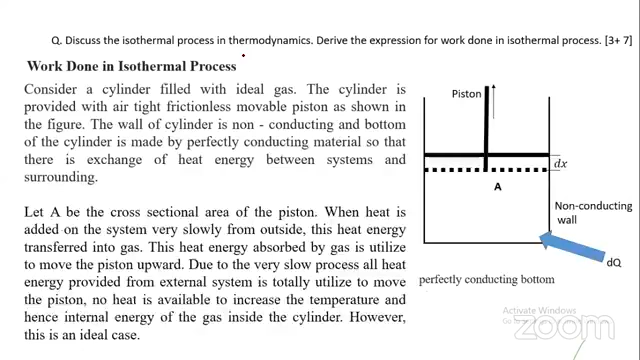 Q. Discuss the isothermal process in thermodynamics. Derive the expression for work done in isothermal process. [3+ 7]
Work Done in Isothermal Process
Consider a cylinder filled with ideal gas. The cylinder is
provided with air tight frictionless movable piston as shown in
the figure. The wall of cylinder is non - conducting and bottom
of the cylinder is made by perfectly conducting material so that
there is exchange of heat energy between systems and
surrounding.
Let A be the cross sectional area of the piston. When heat is
added on the system very slowly from outside, this heat energy
transferred into gas. This heat energy absorbed by gas is utilize
to move the piston upward. Due to the very slow process all heat
energy provided from external system is totally utilize to move
the piston, no heat is available to increase the temperature and
hence internal energy of the gas inside the cylinder. However,
this is an ideal case.
Piston
dx
A
Non-conducting
wall
dQ
perfectly conducting bottom
Activate Windows
zoom